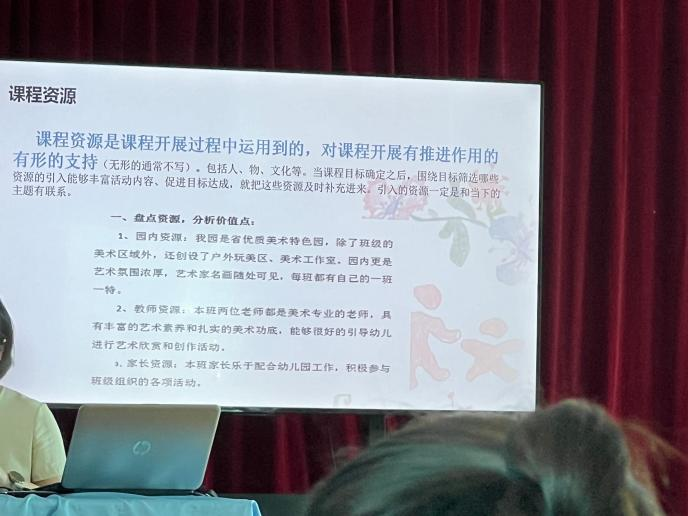 课程资源
课程资源是课程开展过程中运用到的，对课程开展有推进作用的
有形的支持（无形的通常不写）。包括人、物、文化等。当课程目标确定之后，围绕目标筛选哪些
资源的引入能够丰富活动内容、促进目标达成，就把这些资源及时补充进来。引入的资源一定是和当下的
主题有联系。
一、盘点资源，分析价值点：
1、园内资源：我园是省优质美术特色园，除了班级的
美术区域外，还创设了户外玩美区、美术工作室。园内更是
艺术氛围浓厚，艺术家名画随处可见，每班都有自己的一班
一特。
2、教师资源：本班两位老师都是美术专业的老师，具
有丰富的艺术素养和扎实的美术功底，能够很好的引导幼儿
进行艺术欣赏和创作活动。
3、家长资源：本班家长乐于配合幼儿园工作，积极参与
班级组织的各项活动。
hp